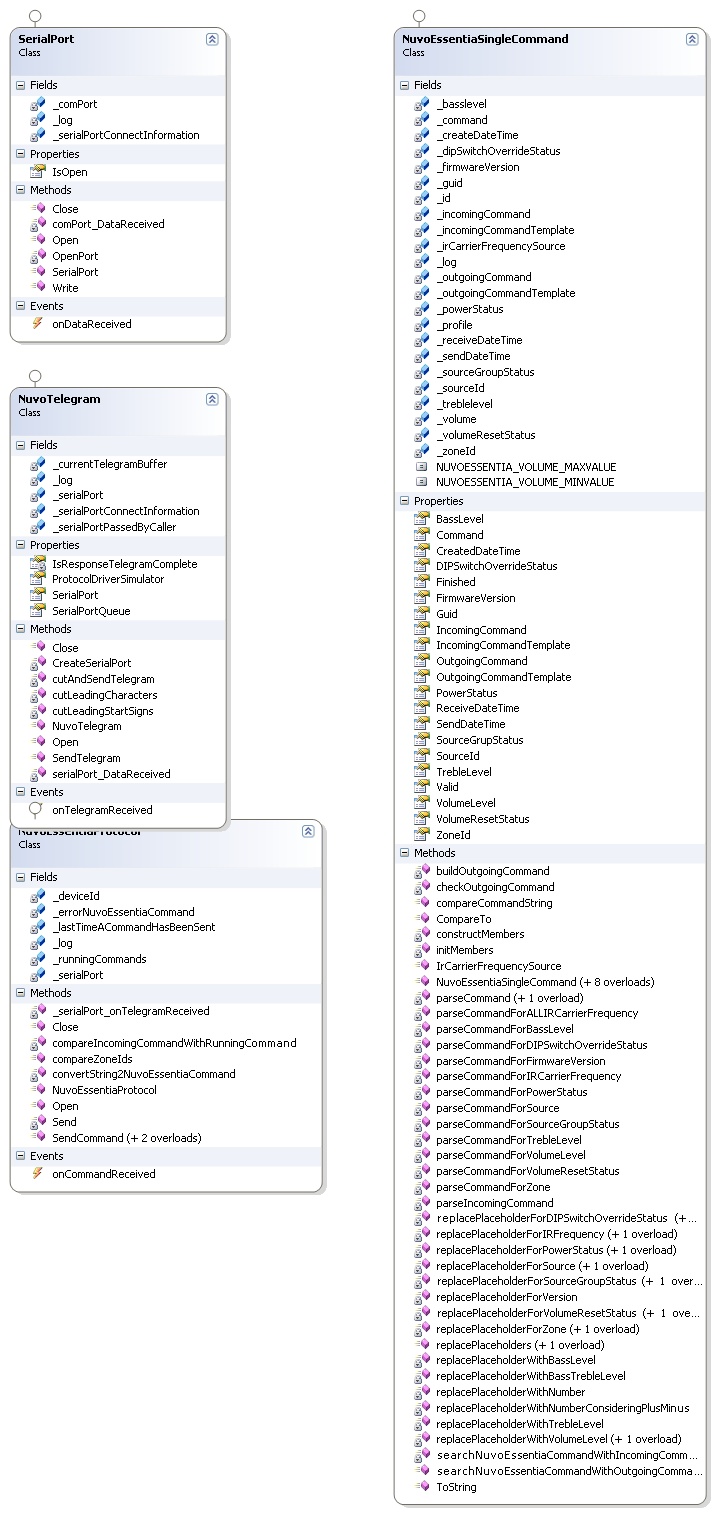 SerialPort
Class
Fields
_comPort
_log
_serialPortConnectInformation
Properties
IsOpen
Methods
Close
comPort_DataReceived
Open
OpenPort
SerialPort
Write
Events
onDataReceived
NuvoTelegram
Class
Fields
_currentTelegramBuffer
_log
_serialPort
_serialPortConnectInformation
_serialPortPassedByCaller
Properties
IsResponseTelegramComplete
ProtocolDriverSimulator
SerialPort
SerialPortQueue
Methods
Close
CreateSerialPort
cutAndSendTelegram
cutLeadingCharacters
cutLeadingStartSigns
NuvoTelegram
Open
SendTelegram
serialPort_DataReceived
Events
onTelegramReceived
NuvoEssentiaProtocol
Class
Fields
_deviceId
_errorNuvoEssentiaCommand
_lastTimeACommandHasBeenSent
_log
_runningCommands
_serialPort
Methods
_serialPort_onTelegramReceived
Close
compareIncomingCommandWithRunningCommand
compareZoneIds
convertString2NuvoEssentiaCommand
NuvoEssentiaProtocol
Open
Send
SendCommand (+ 2 overloads)
Events
onCommandReceived
NuvoEssentiaSingleCommand
Class
Fields
_basslevel
_command
_createDateTime
_dipSwitchOverrideStatus
_firmwareVersion
_guid
_id
_incomingCommand
_incomingCommandTemplate
_irCarrierFrequencySource
_log
_outgoingCommand
_outgoingCommandTemplate
_powerStatus
_profile
_receiveDateTime
_sendDateTime
_sourceGroupStatus
_sourceId
_treblelevel
_volume
_volumeResetStatus
_zoneId
NUVOESSENTIA_VOLUME_MAXVALUE
NUVOESSENTIA_VOLUME_MINVALUE
Properties
BassLevel
Command
CreatedDateTime
DIPSwitchOverrideStatus
Finished
FirmwareVersion
Guid
IncomingCommand
IncomingCommandTemplate
OutgoingCommand
OutgoingCommandTemplate
PowerStatus
ReceiveDateTime
SendDateTime
SourceGrupStatus
SourceId
TrebleLevel
Valid
VolumeLevel
VolumeResetStatus
ZoneId
Methods
buildOutgoingCommand
checkOutgoingCommand
compareCommandString
CompareTo
constructMembers
initMembers
IrCarrierFrequencySource
NuvoEssentiaSingleCommand (+ 8 overloads)
parseCommand (+ 1 overload)
parseCommandForALLIRCarrierFrequency
parseCommandForBassLevel
parseCommandForDIPSwitchOverrideStatus
parseCommandForFirmwareVersion
parseCommandForIRCarrierFrequency
parseCommandForPowerStatus
parseCommandForSource
parseCommandForSourceGroupStatus
parseCommandForTrebleLevel
parseCommandForVolumeLevel
parseCommandForVolumeResetStatus
parseCommandForZone
parseIncomingCommand
replacePlaceholderForDIPSwitchOverrideStatus (+...
replacePlaceholderForIRFrequency (+ 1 overload)
replacePlaceholderForPowerStatus (+ 1 overload)
replacePlaceholderForSource (+ 1 overload)
replacePlaceholderForSourceGroupStatus (+ 1 over...
replacePlaceholderForVersion
replacePlaceholderForVolumeResetStatus (+ 1 ove...
replacePlaceholderForZone (+ 1 overload)
replacePlaceholders (+ 1 overload)
replacePlaceholderWithBassLevel
replacePlaceholderWithBassTrebleLevel
replacePlaceholderWithNumber
replacePlaceholderWithNumberConsideringPlusMinus
replacePlaceholderWithTrebleLevel
replacePlaceholderWithVolumeLevel (+ 1 overload)
searchNuvoEssentiaCommandWithIncomingComm...
searchNuvoEssentiaCommandWithOutgoingComma...
ToString